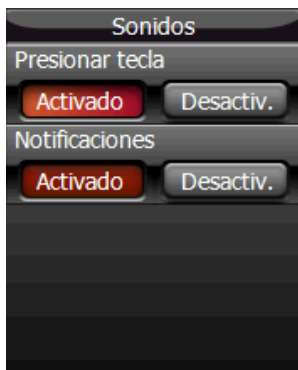 Sonidos
Presionar tecla
Activado Desactiv.
Notificaciones
Activado Desactiv.